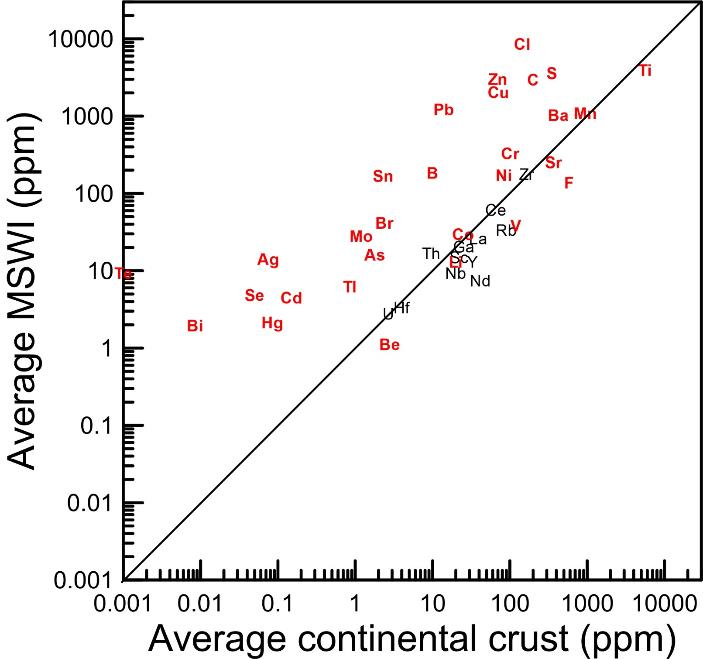 10000
1000
100
10
1
0.1
0.01
0.001
Average MSWI (ppm)
Cl
Zn C S Ti
Cu
Pb Ba Mn
Cr
Sn B Ni Zr Sr F
Br Ce
Mo Co Rb V
As Th Ga La
Ag Sc Y
Te Li
Se Cd Tl Nb Nd
Bi Hg U Hf
Be
0.001 0.01 0.1 1 10 100 1000 10000
Average continental crust (ppm)